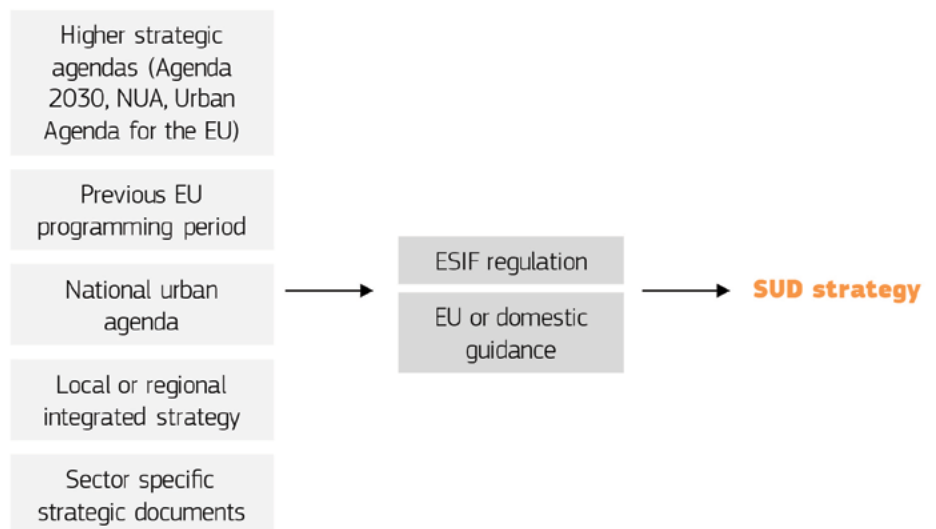 Higher strategic
agendas (Agenda
2030, NUA, Urban
Agenda for the EU)
Previous EU
programming period
National urban
agenda
Local or regional
integrated strategy
Sector specific
strategic documents
ESIF regulation
EU or domestic
guidance
SUD strategy